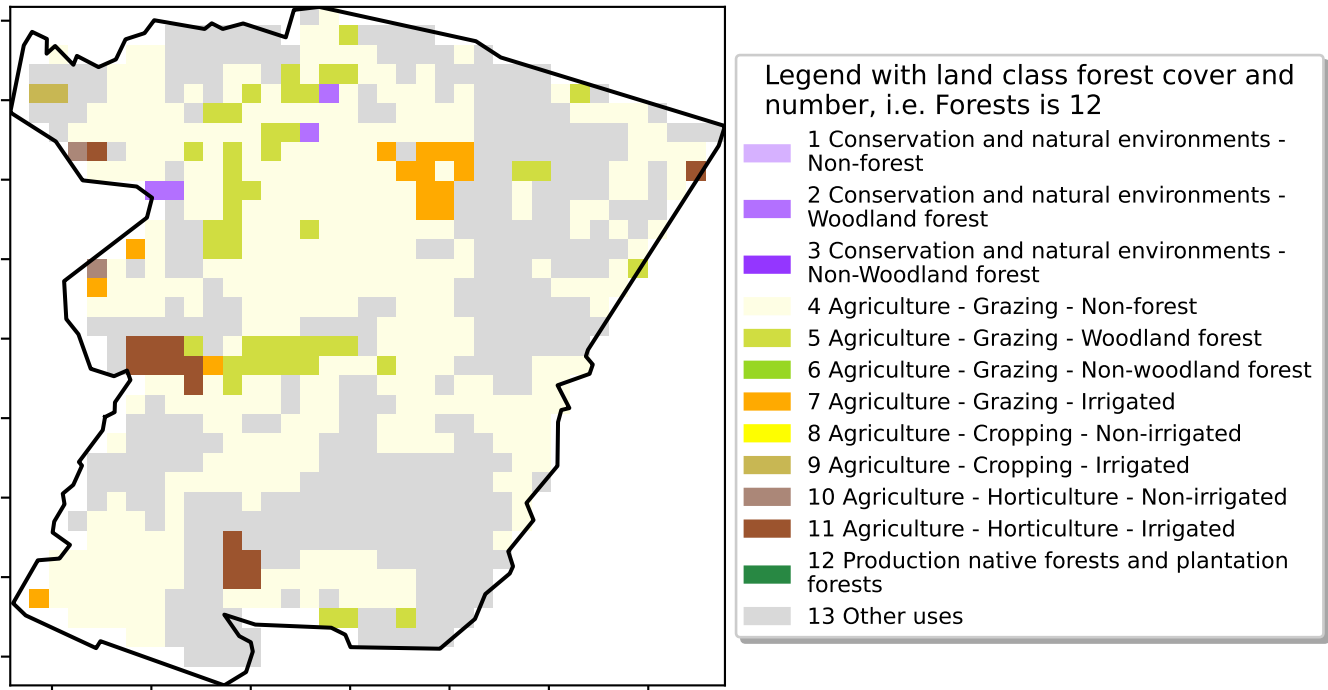 Legend with land class forest cover and
number, i.e. Forests is 12
1 Conservation and natural environments -
Non-forest
2 Conservation and natural environments -
Woodland forest
3 Conservation and natural environments -
Non-Woodland forest
4 Agriculture - Grazing - Non-forest
5 Agriculture - Grazing - Woodland forest
6 Agriculture - Grazing - Non-woodland forest
7 Agriculture - Grazing - Irrigated
8 Agriculture - Cropping - Non-irrigated
9 Agriculture - Cropping - Irrigated
10 Agriculture - Horticulture - Non-irrigated
11 Agriculture - Horticulture - Irrigated
12 Production native forests and plantation
forests
13 Other uses